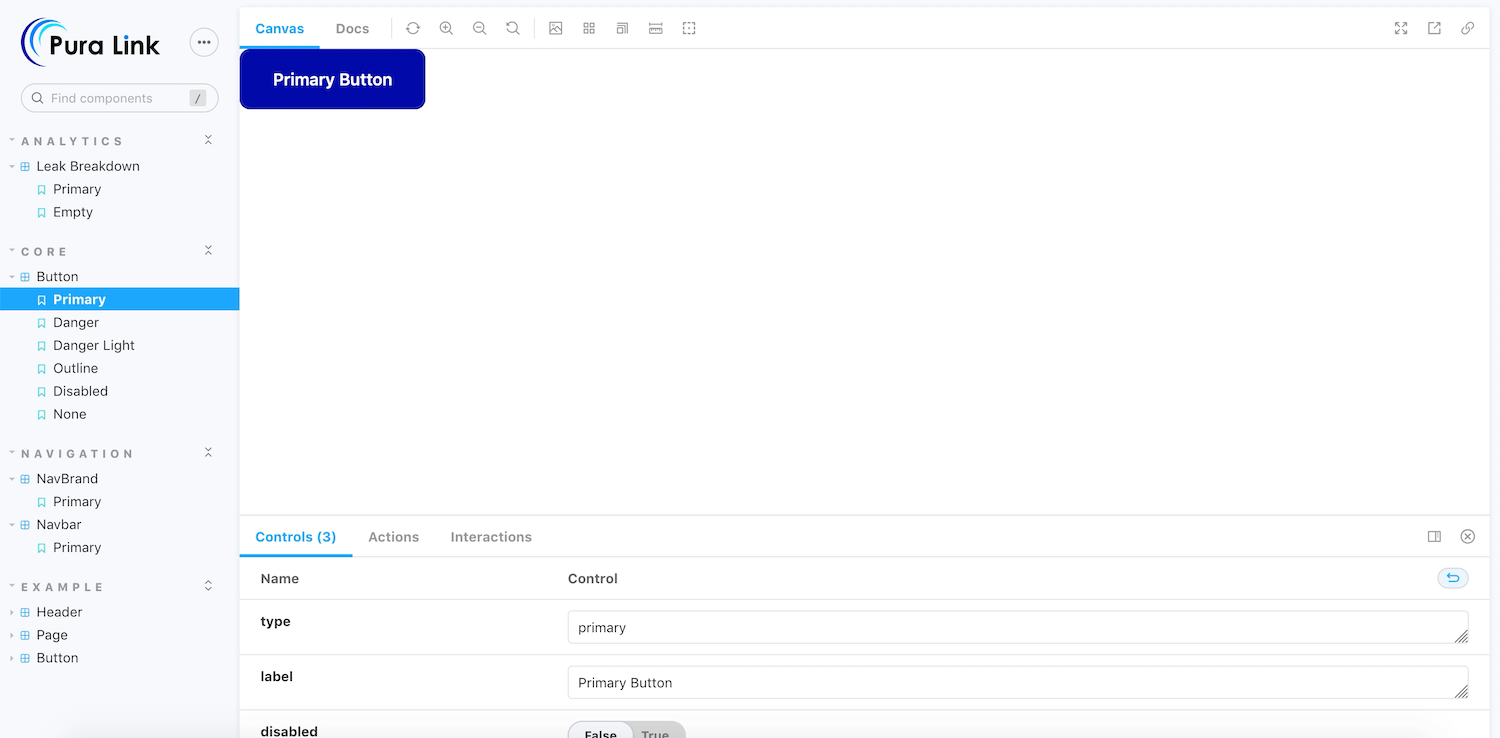 Pura Link
Find components /
ANALYTICS
Leak Breakdown
Primary
Empty
CORE
Button
Primary
Danger
Danger Light
Outline
Disabled
None
NAVIGATION
NavBrand
Primary
Navbar
Primary
EXAMPLE
Header
Page
Button
Canvas Docs
Primary Button
Controls (3) Actions Interactions
Name Control
type primary
label Primary Button
disabled False True